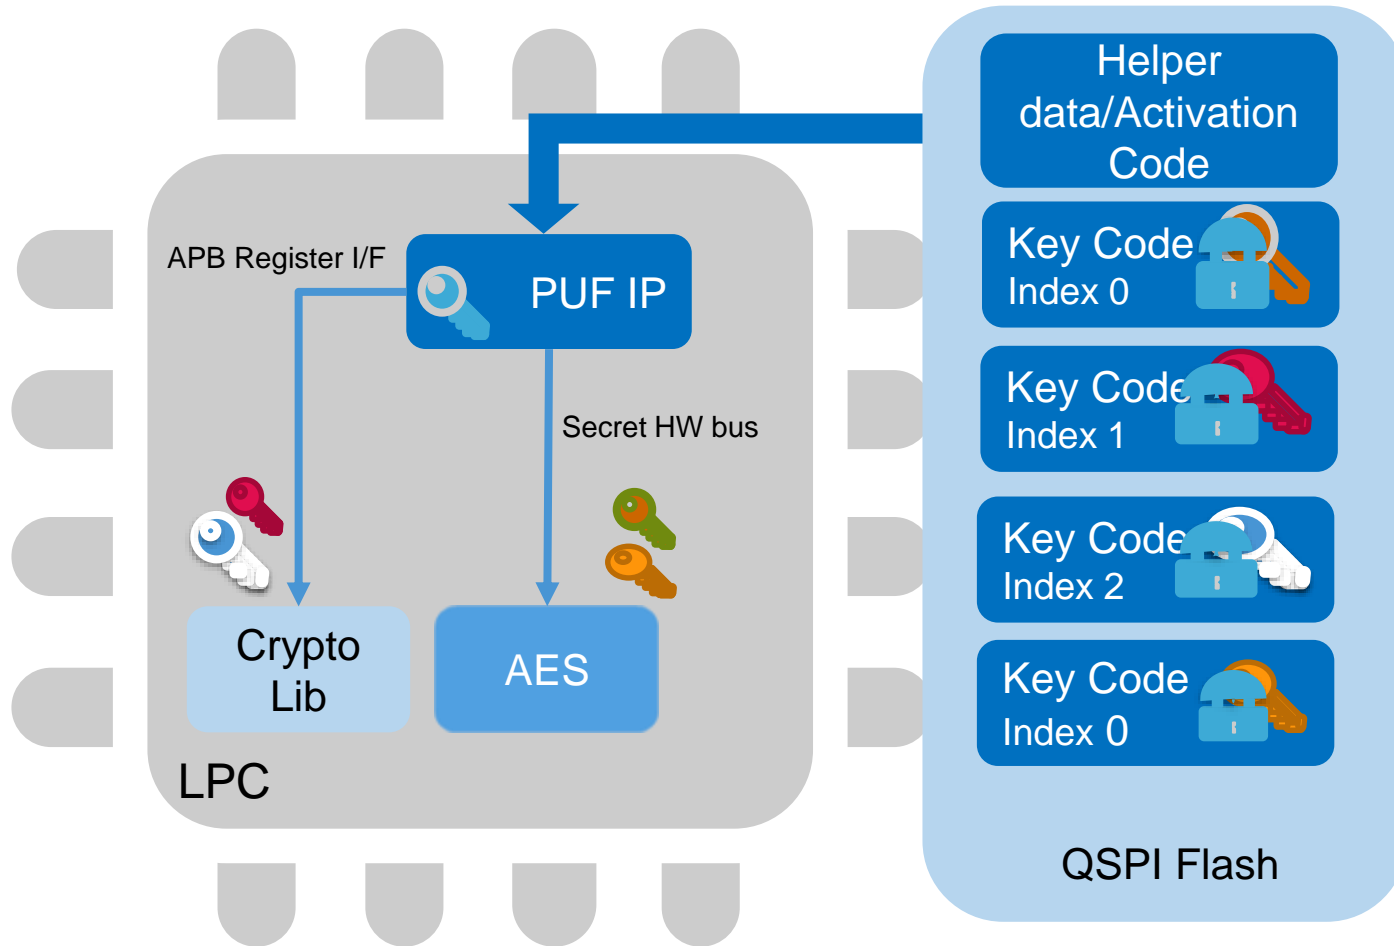 Helper
data/Activation
Code
APB Register I/F
PUF IP
Key Code
Index 0
Key Code
Index 1
Secret HW bus
Key Code
Index 2
Crypto
Lib
AES
Key Code
Index 0
LPC
QSPI Flash